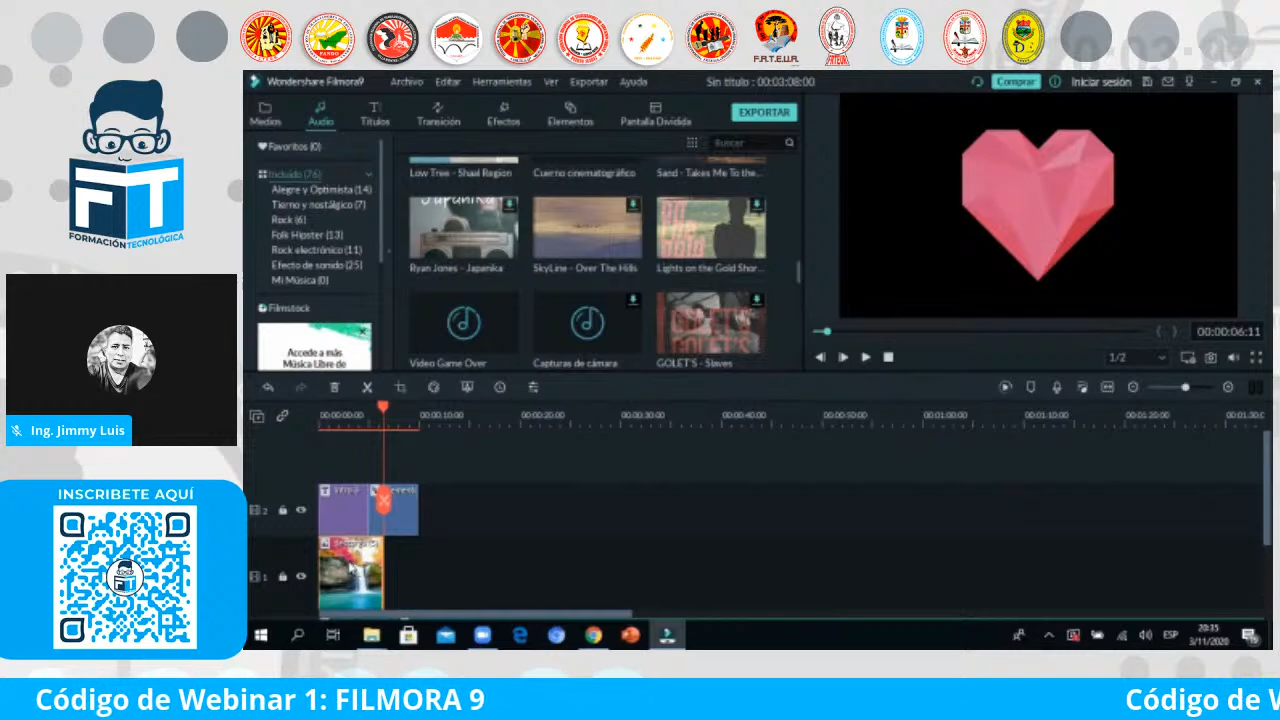 F.A.T.E.U.R.
FORMACIÓN TECNOLÓGICA
Ing. Jimmy Luis
INSCRIBETE AQUÍ
Wondershare Filmora9
Archivo Editar Herramientas Ver Exportar Ayuda
Sin título : 00:03:08:00
Comprar
Iniciar sesión
Medios Audio Títulos Transición Efectos Elementos Pantalla Dividida
EXPORTAR
Favoritos (0)
Buscar
Incluido (76)
Alegre y Optimista (14)
Tierno y nostálgico (7)
Rock (6)
Folk Hipster (13)
Rock electrónico (11)
Efecto de sonido (25)
Mi Música (0)
Filmstock
Accede a más
Música Libre de
Low Tree - Shaal Region
Cuerno cinematográfico
Sand - Takes Me To the...
Ryan Jones - Japanika
SkyLine - Over The Hills
Lights on the Gold Shor...
Video Game Over
Capturas de cámara
GOLET'S - Slaves
00:00:06:11
1/2
00:00:00:00 00:00:10:00 00:00:20:00 00:00:30:00 00:00:40:00 00:00:50:00 00:01:00:00 00:01:10:00 00:01:20:00 00:01:30:0
2
1
ESP
20:35
3/11/2020
Código de Webinar 1: FILMORA 9
Código de W